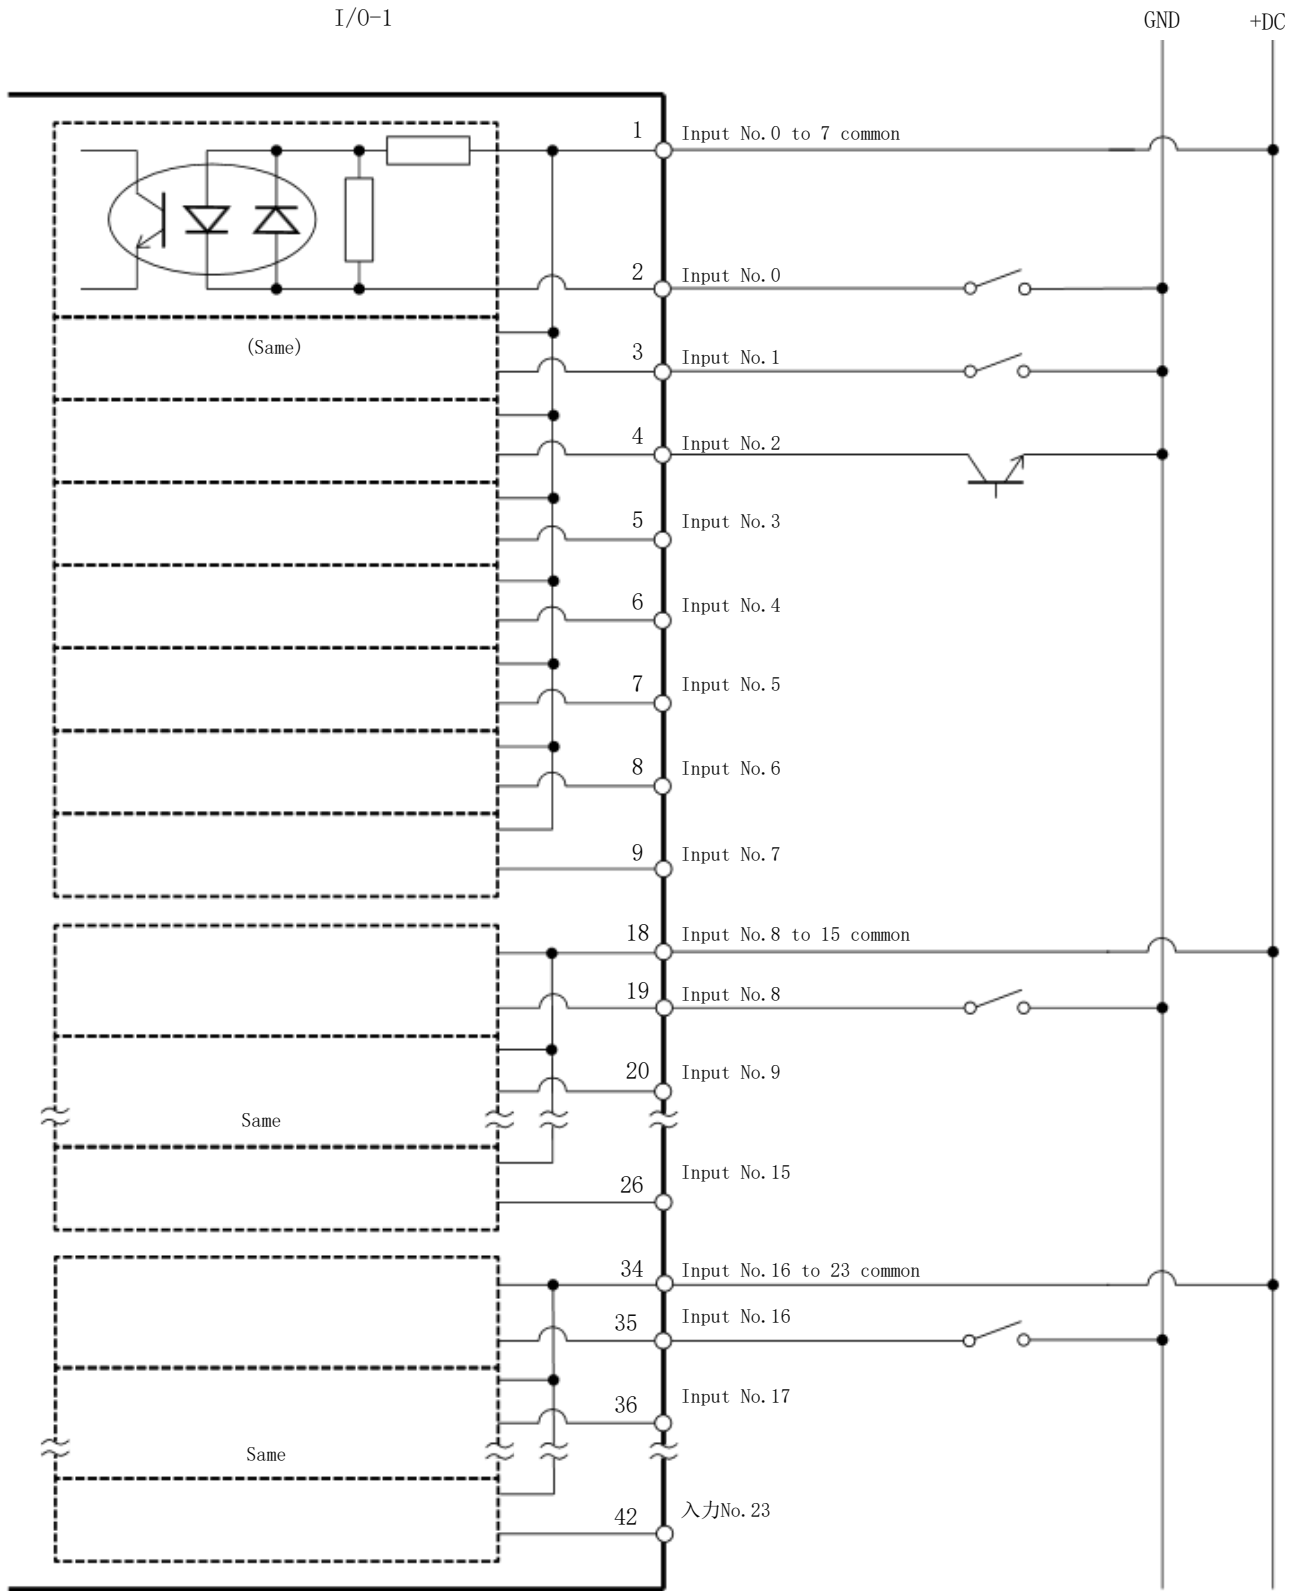 I/O-1
GND
+DC
1 Input No.0 to 7 common
2 Input No.0
(Same)
3 Input No.1
4 Input No.2
5 Input No.3
6 Input No.4
7 Input No.5
8 Input No.6
9 Input No.7
18 Input No.8 to 15 common
19 Input No.8
20 Input No.9
Same
26 Input No.15
34 Input No.16 to 23 common
35 Input No.16
36 Input No.17
Same
42 入力No.23